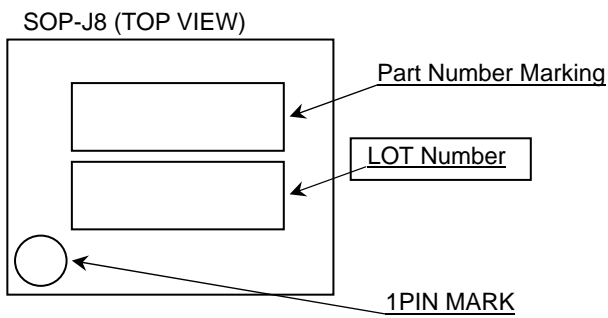 SOP-J8 (TOP VIEW)
Part Number Marking
LOT Number
1PIN MARK